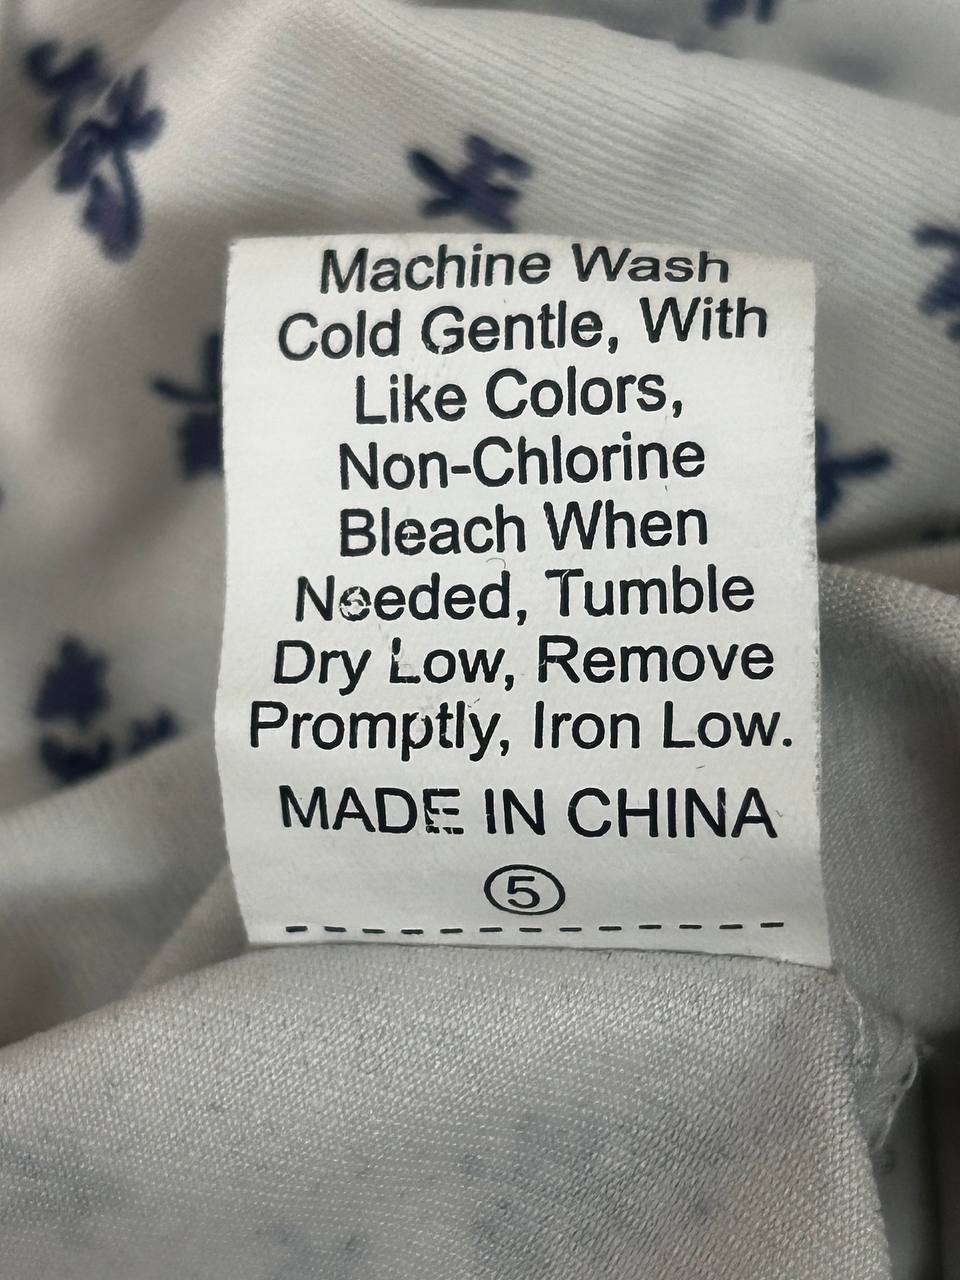 Machine Wash
Cold Gentle, With
Like Colors,
Non-Chlorine
Bleach When
Needed, Tumble
Dry Low, Remove
Promptly, Iron Low.
MADE IN CHINA
5